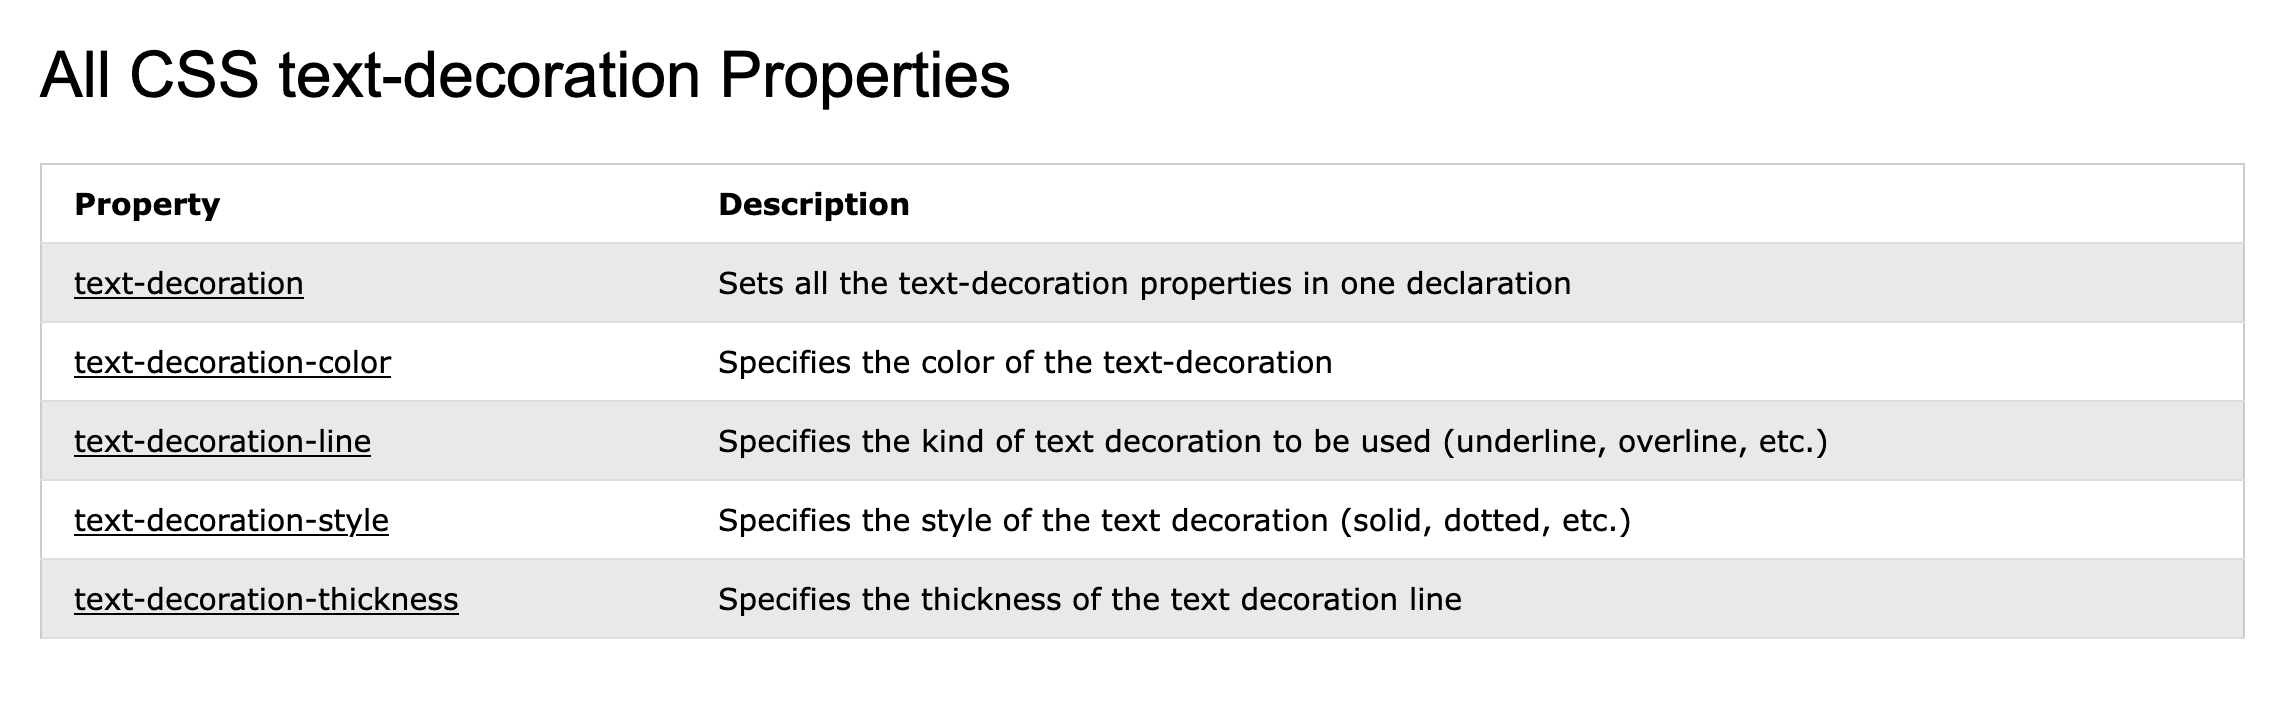 All CSS text-decoration Properties
Property Description
text-decoration Sets all the text-decoration properties in one declaration
text-decoration-color Specifies the color of the text-decoration
text-decoration-line Specifies the kind of text decoration to be used (underline, overline, etc.)
text-decoration-style Specifies the style of the text decoration (solid, dotted, etc.)
text-decoration-thickness Specifies the thickness of the text decoration line